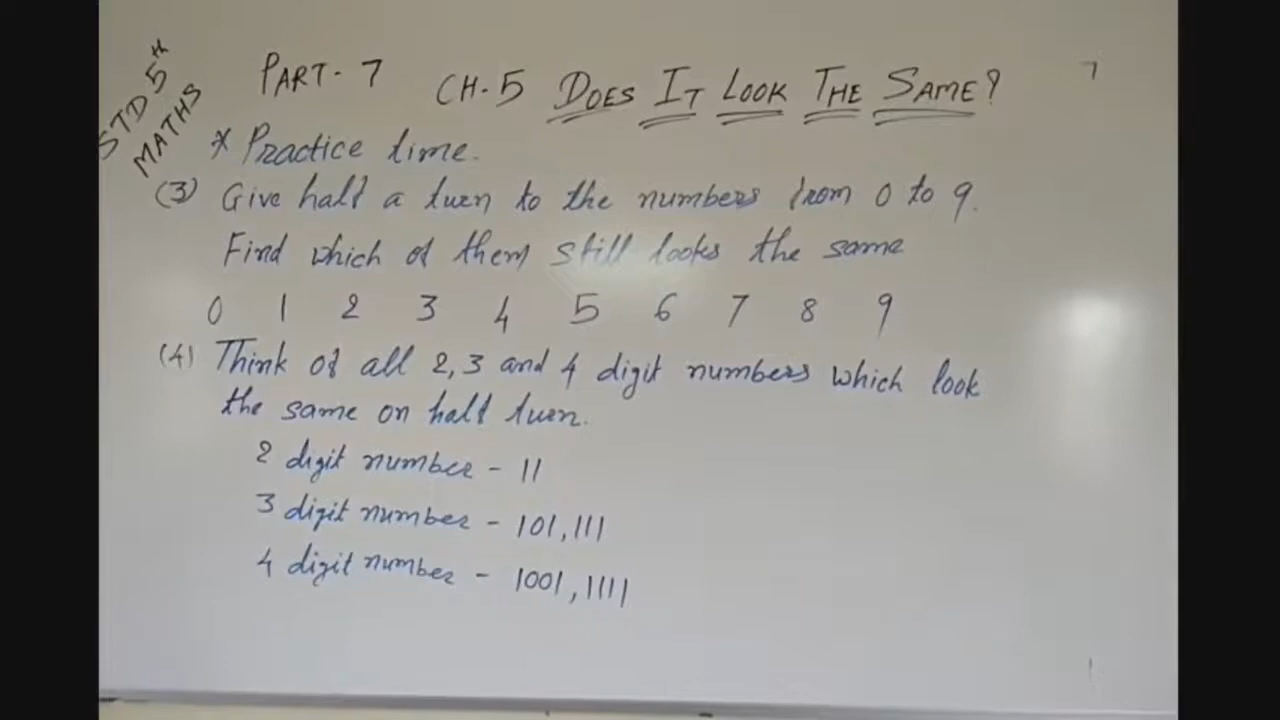 STD 5th
MATHS
PART - 7 CH. 5 DOES IT LOOK THE SAME?
* Practice time.
(3) Give half a turn to the numbers from 0 to 9.
Find which of them still looks the same
0 1 2 3 4 5 6 7 8 9
(4) Think of all 2, 3 and 4 digit numbers which look
the same on half turn.
2 digit number - 11
3 digit number - 101, 111
4 digit number - 1001, 1111